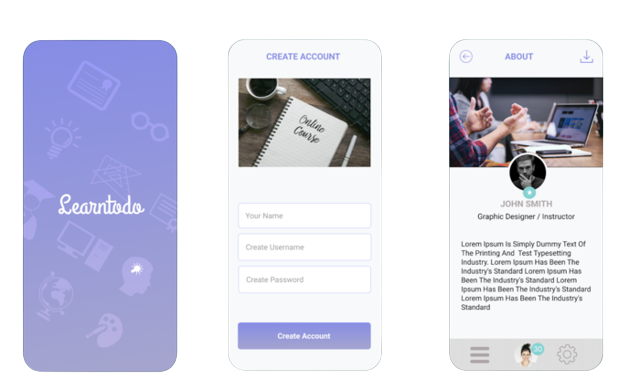 Learntodo
CREATE ACCOUNT
Online
Course
Your Name
Create Username
Create Password
Create Account
ABOUT
JOHN SMITH
Graphic Designer / Instructor
Lorem Ipsum Is Simply Dummy Text Of
The Printing And Test Typesetting
Industry. Lorem Ipsum Has Been The
Industry's Standard Lorem Ipsum Has
Been The Industry's Standard Lorem
Ipsum Has Been The Industry's Standard
Lorem Ipsum Has Been The Industry's
Standard
30